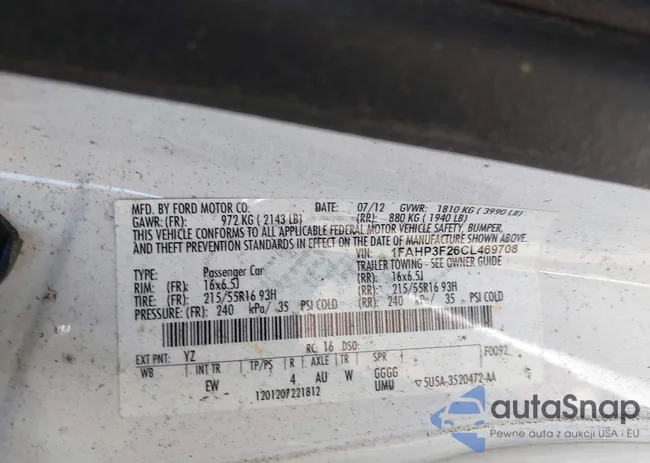 MFD. BY FORD MOTOR CO. DATE: 07/12 GVWR: 1810 KG ( 3990 LB)
GAWR: (FR): 972 KG ( 2143 LB) (RR): 880 KG ( 1940 LB)
THIS VEHICLE CONFORMS TO ALL APPLICABLE FEDERAL MOTOR VEHICLE SAFETY, BUMPER,
AND THEFT PREVENTION STANDARDS IN EFFECT ON THE DATE OF MANUFACTURE SHOWN ABOVE
VIN: 1FAHP3F26CL469708
TYPE: Passenger Car TRAILER TOWING - SEE OWNER GUIDE
RIM: (FR): 16x6.5J (RR): 16x6.5J
TIRE: (FR): 215/55R16 93H (RR): 215/55R16 93H
PRESSURE: (FR): 240 kPa/ 35 PSI COLD (RR): 240 kPa/ 35 PSI COLD
EXT PNT: YZ RC: 16 DSO: F0092
WB INT TR TP/PS R AXLE TR SPR
EW 4 AU W GGGG
UMU ▽5U5A-3520472-AA
1201207221812
autaSnap
Pewne auta z aukcji USA i EU